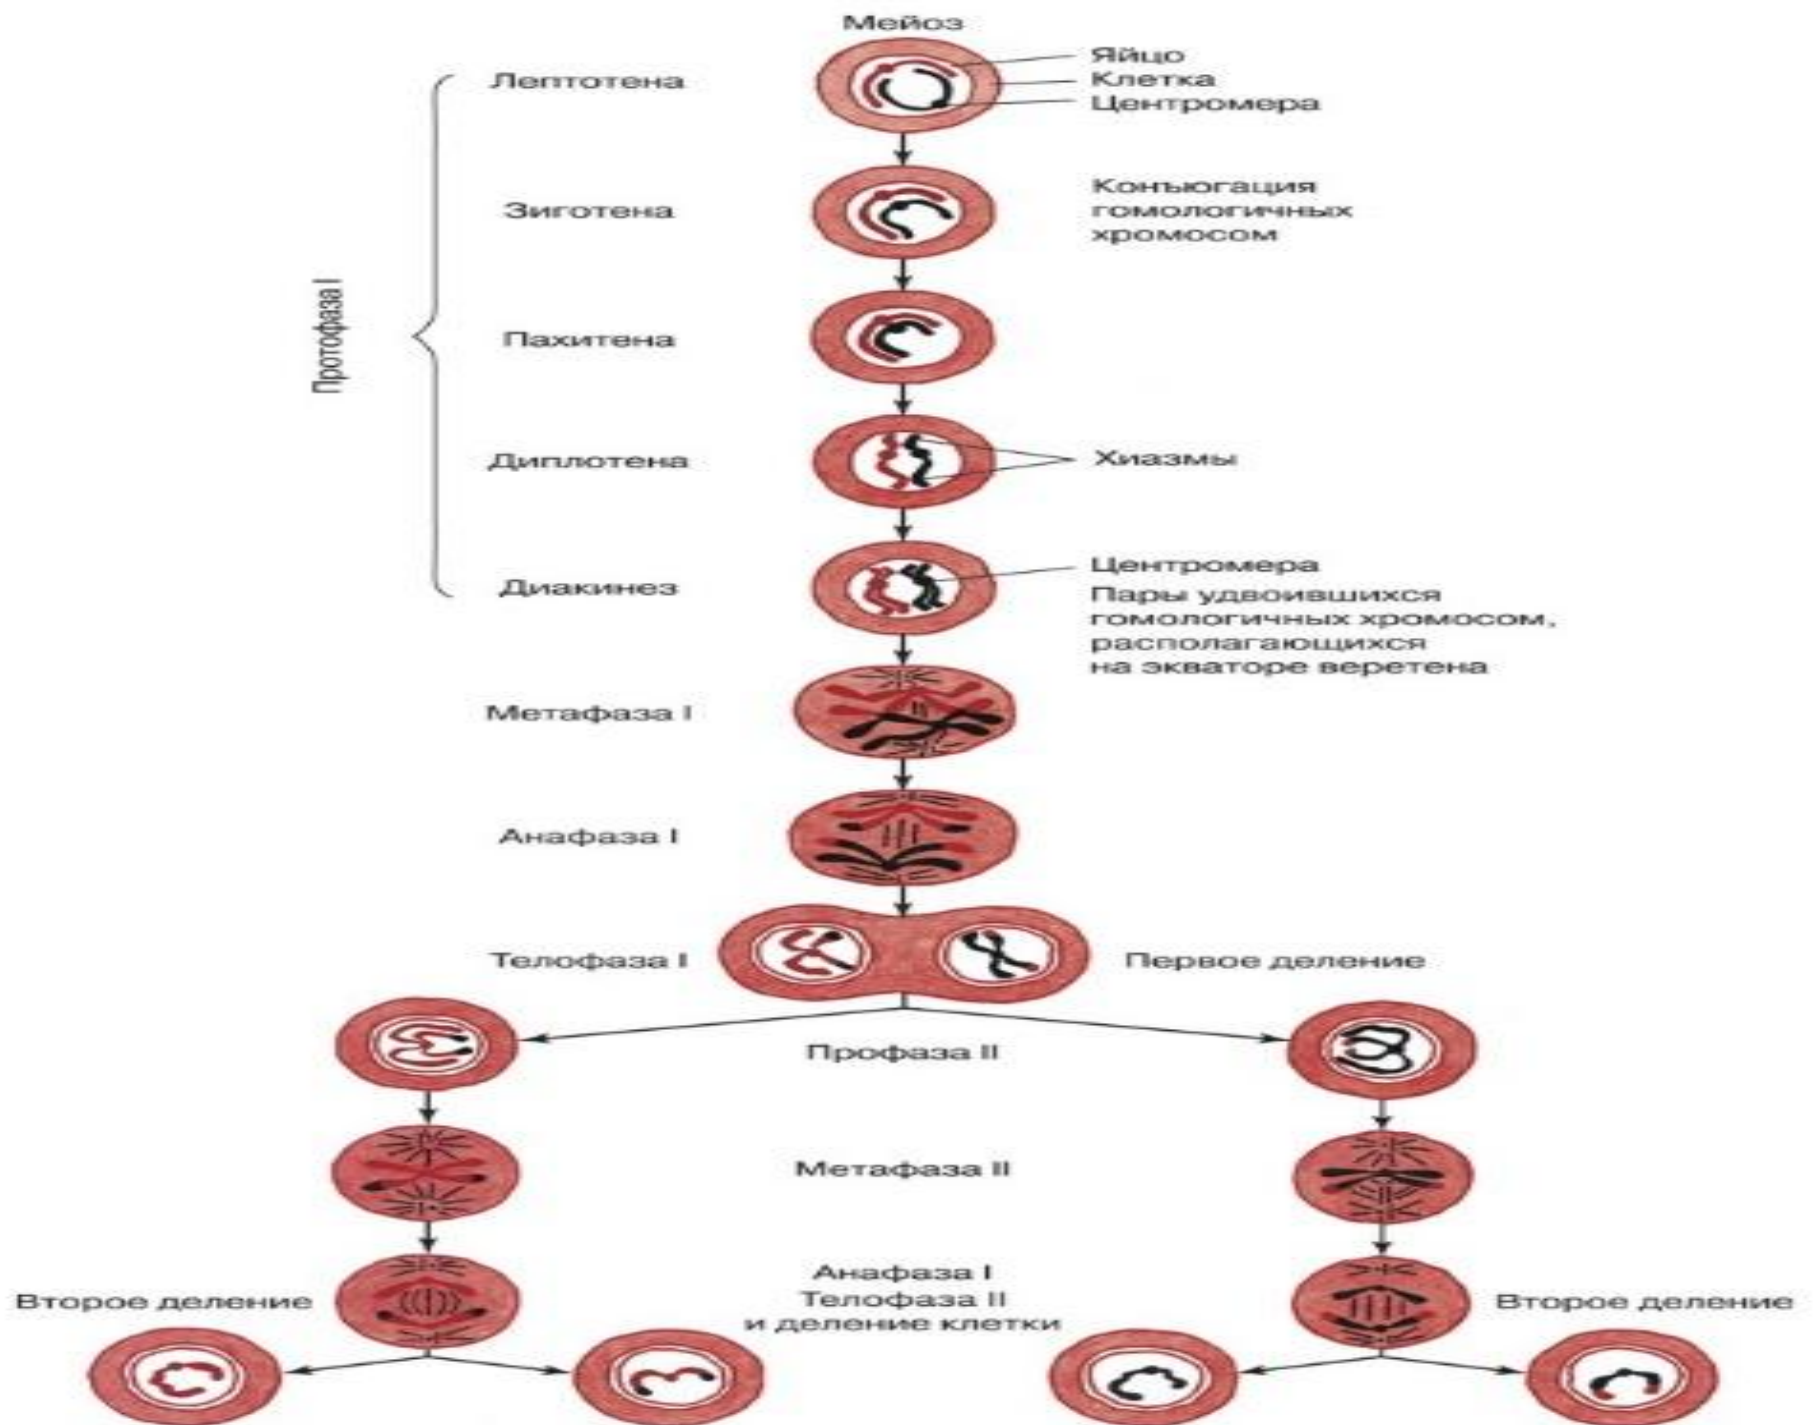 Мейоз
Яйцо
Клетка
Центромера
Лептотена
Зиготена
Конъюгация
гомологичных
хромосом
Протофаза I
Пахитена
Диплотена
Хиазмы
Диакинез
Центромера
Пары удвоившихся
гомологичных хромосом,
располагающихся
на экваторе веретена
Метафаза I
Анафаза I
Телофаза I
Первое деление
Профаза II
Метафаза II
Второе деление
Анафаза I
Телофаза II
и деление клетки
Второе деление